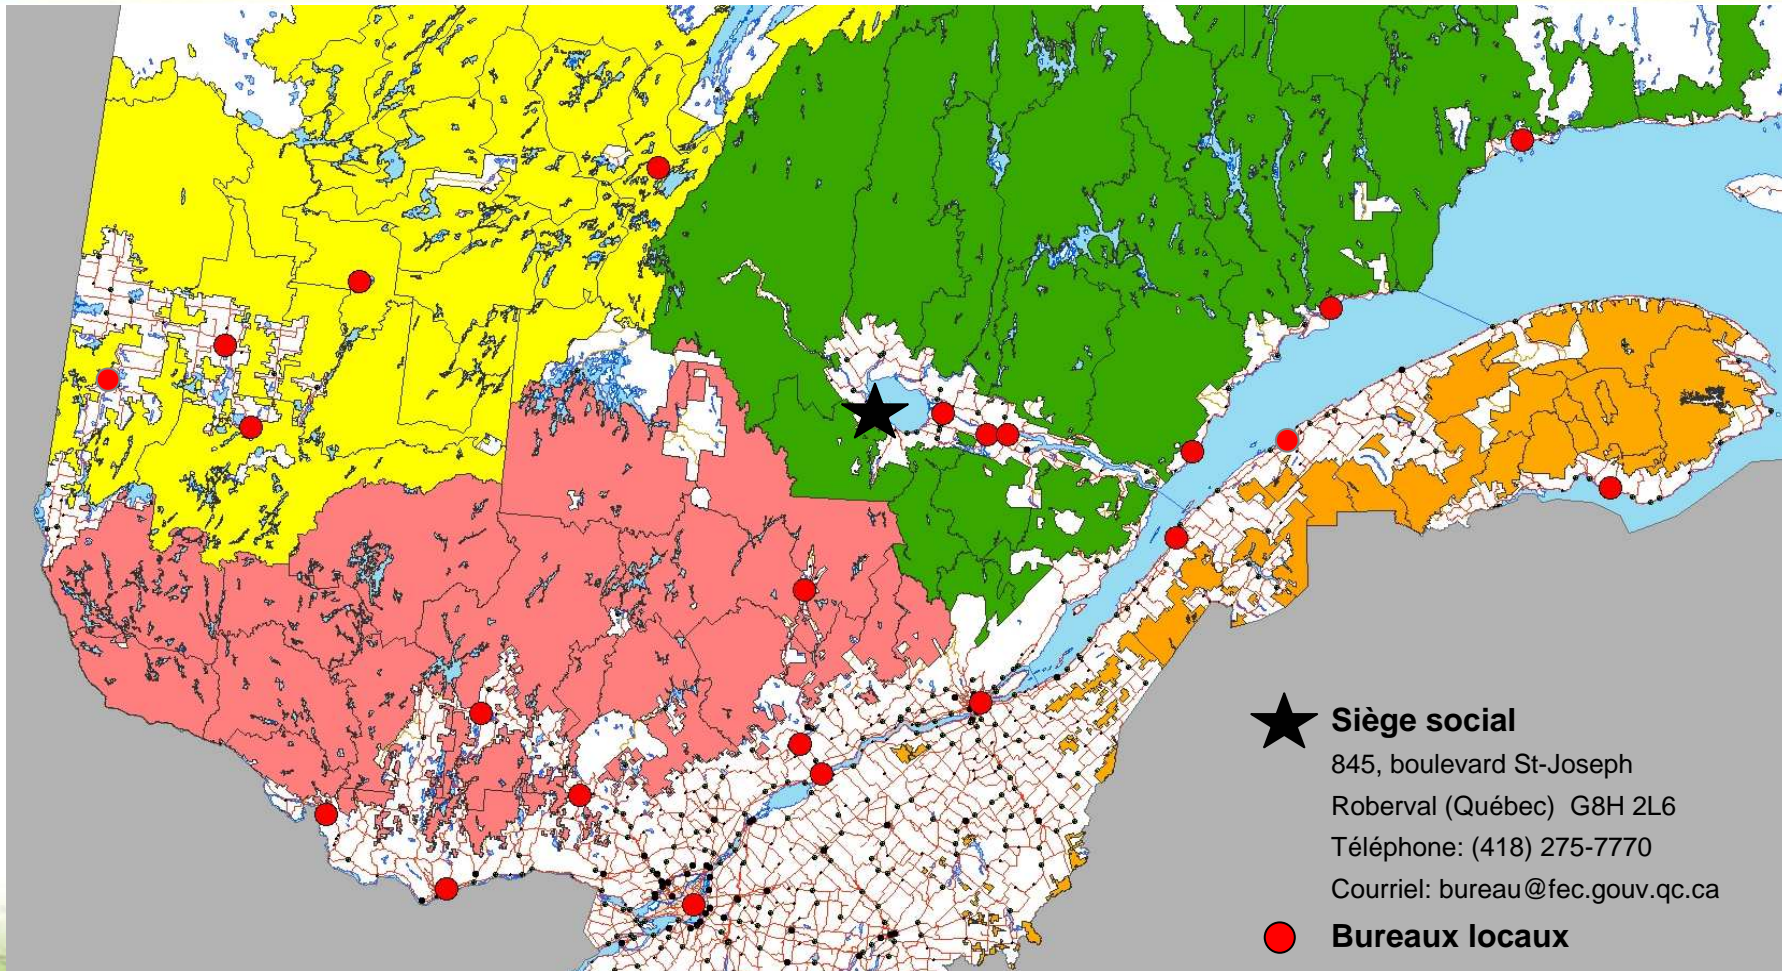 Siège social
845, boulevard St-Joseph
Roberval (Québec)  G8H 2L6
Téléphone: (418) 275-7770
Courriel: bureau@fec.gouv.qc.ca
Bureaux locaux